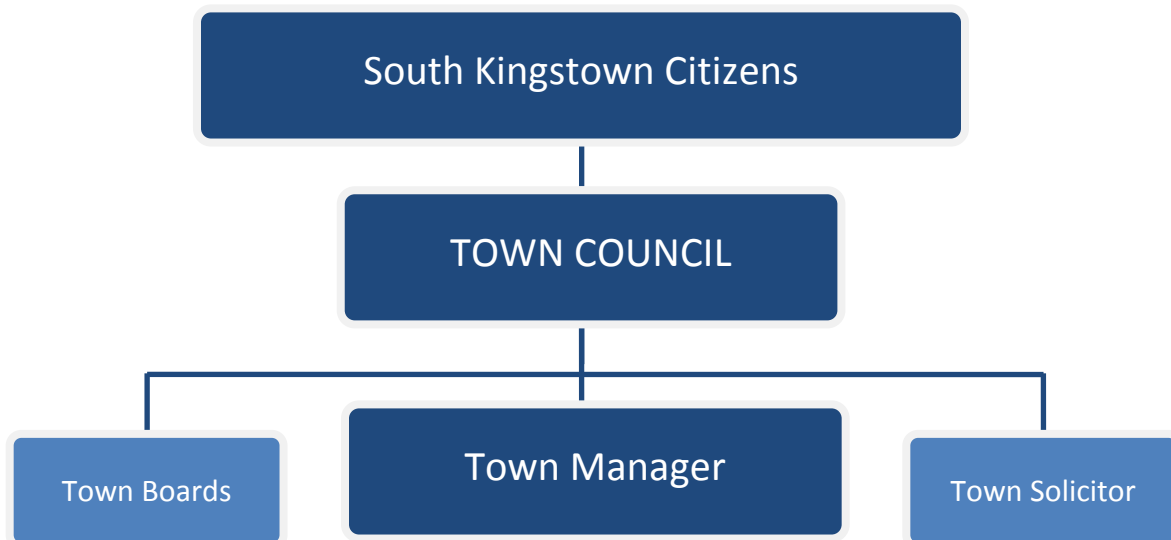 South Kingstown Citizens
TOWN COUNCIL
Town Boards
Town Manager
Town Solicitor